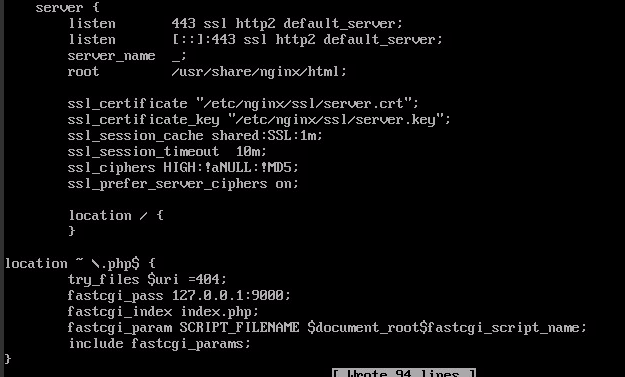 server {
listen 443 ssl http2 default_server;
listen [::]:443 ssl http2 default_server;
server_name _;
root /usr/share/nginx/html;
ssl_certificate "/etc/nginx/ssl/server.crt";
ssl_certificate_key "/etc/nginx/ssl/server.key";
ssl_session_cache shared:SSL:1m;
ssl_session_timeout 10m;
ssl_ciphers HIGH:!aNULL:!MD5;
ssl_prefer_server_ciphers on;
location / {
}
location ~ \.php$ {
try_files $uri =404;
fastcgi_pass 127.0.0.1:9000;
fastcgi_index index.php;
fastcgi_param SCRIPT_FILENAME $document_root$fastcgi_script_name;
include fastcgi_params;
}
[ Wrote 94 lines ]